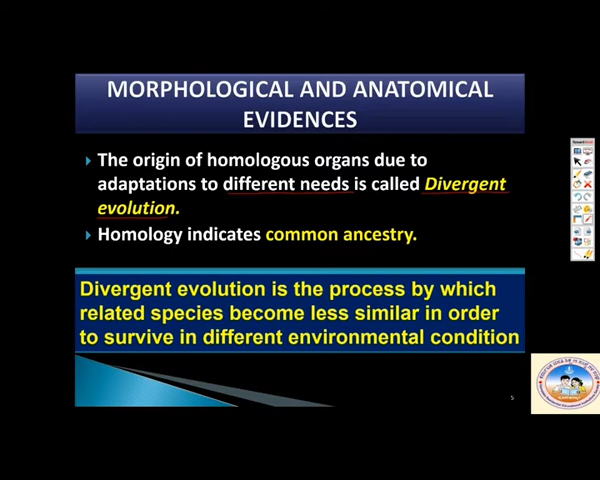 MORPHOLOGICAL AND ANATOMICAL
EVIDENCES
The origin of homologous organs due to
adaptations to different needs is called Divergent
evolution.
Homology indicates common ancestry.
Divergent evolution is the process by which
related species become less similar in order
to survive in different environmental condition
5